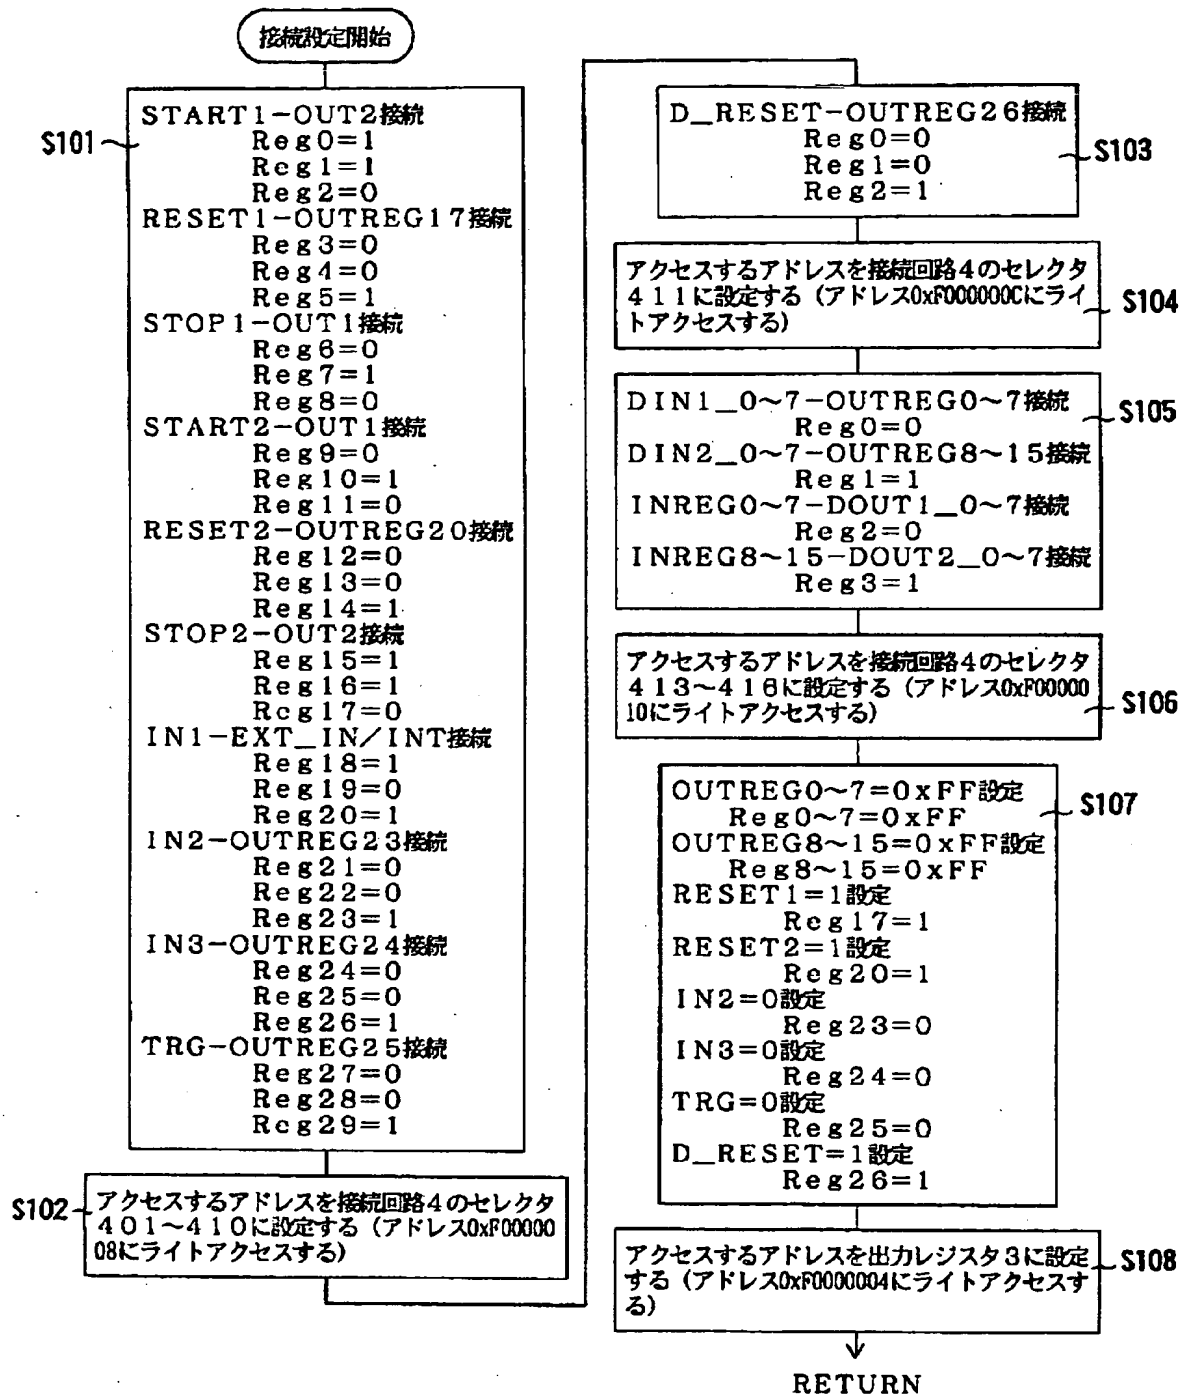 接続設定開始
S101
START1-OUT2接続
Reg0=1
Reg1=1
Reg2=0
RESET1-OUTREG17接続
Reg3=0
Reg4=0
Reg5=1
STOP1-OUT1接続
Reg6=0
Reg7=1
Reg8=0
START2-OUT1接続
Reg9=0
Reg10=1
Reg11=0
RESET2-OUTREG20接続
Reg12=0
Reg13=0
Reg14=1
STOP2-OUT2接続
Reg15=1
Reg16=1
Reg17=0
IN1-EXT_IN/INT接続
Reg18=1
Reg19=0
Reg20=1
IN2-OUTREG23接続
Reg21=0
Reg22=0
Reg23=1
IN3-OUTREG24接続
Reg24=0
Reg25=0
Reg26=1
TRG-OUTREG25接続
Reg27=0
Reg28=0
Reg29=1
S102
アクセスするアドレスを接続回路4のセレクタ
401~410に設定する(アドレス0xF00000
08にライトアクセスする)
D_RESET-OUTREG26接続
Reg0=0
Reg1=0
Reg2=1
S103
アクセスするアドレスを接続回路4のセレクタ
411に設定する(アドレス0xF000000Cにライ
トアクセスする)
S104
DIN1_0~7-OUTREG0~7接続
Reg0=0
DIN2_0~7-OUTREG8~15接続
Reg1=1
INREG0~7-DOUT1_0~7接続
Reg2=0
INREG8~15-DOUT2_0~7接続
Reg3=1
S105
アクセスするアドレスを接続回路4のセレクタ
413~416に設定する(アドレス0xF00000
10にライトアクセスする)
S106
OUTREG0~7=0xFF設定
Reg0~7=0xFF
OUTREG8~15=0xFF設定
Reg8~15=0xFF
RESET1=1設定
Reg17=1
RESET2=1設定
Reg20=1
IN2=0設定
Reg23=0
IN3=0設定
Reg24=0
TRG=0設定
Reg25=0
D_RESET=1設定
Reg26=1
S107
アクセスするアドレスを出力レジスタ3に設定
する(アドレス0xF0000004にライトアクセスす
る)
S108
RETURN